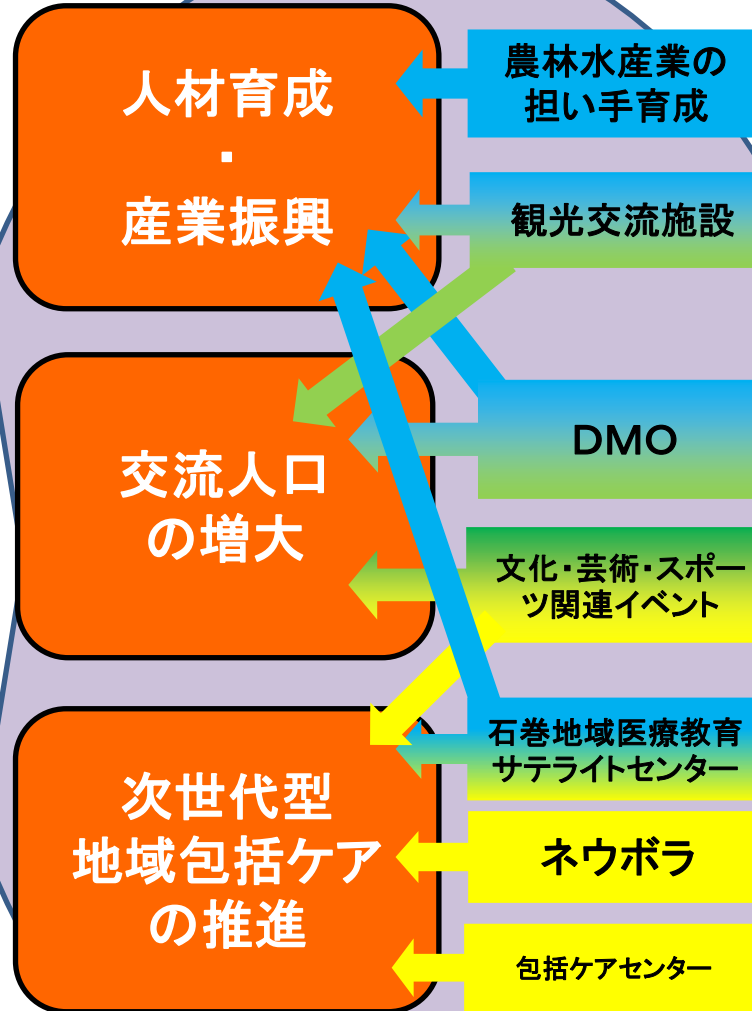 人材育成
・
産業振興
農林水産業の
担い手育成
観光交流施設
交流人口
の増大
DMO
文化・芸術・スポー
ツ関連イベント
次世代型
地域包括ケア
の推進
石巻地域医療教育
サテライトセンター
ネウボラ
包括ケアセンター